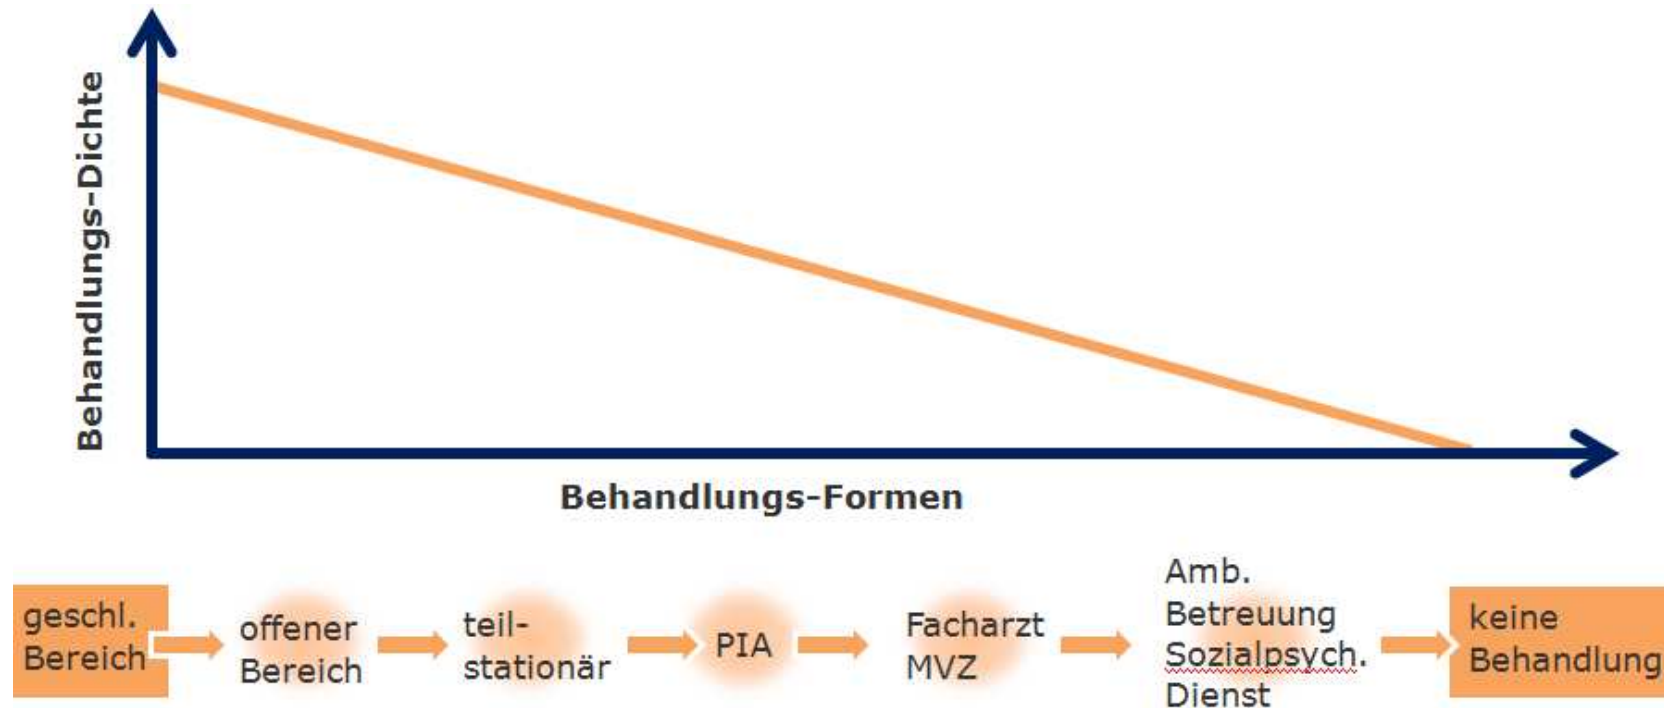 Behandlungs-Dichte
Behandlungs-Formen
geschl.
Bereich
offener
Bereich
teil-
stationär
PIA
Facharzt
MVZ
Amb.
Betreuung
Sozialpsych.
Dienst
keine
Behandlung